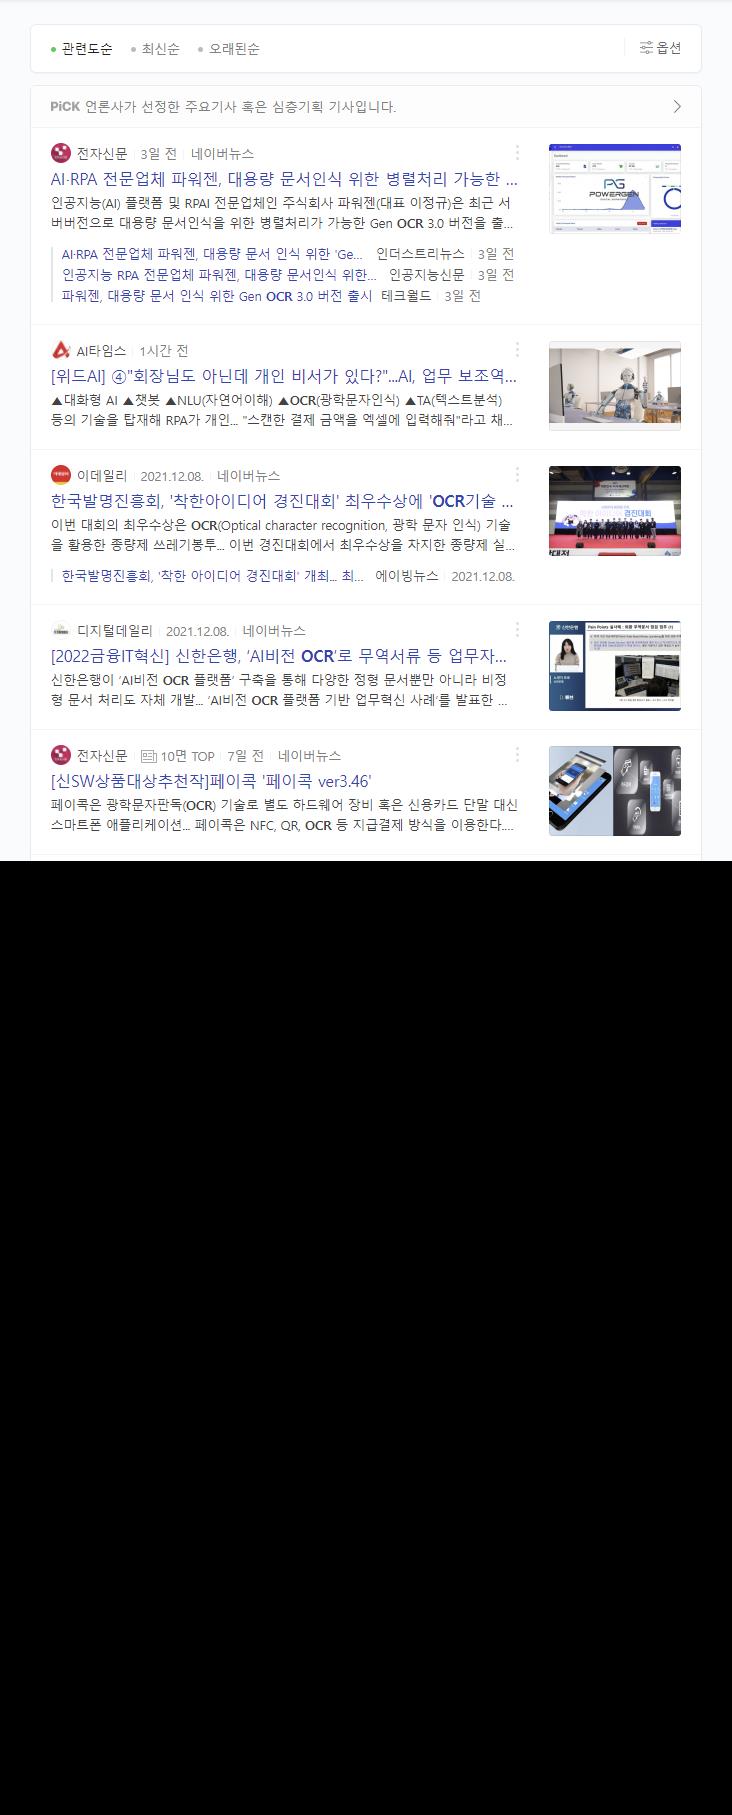 관련도순 최신순 오래된순 옵션
PiCK 언론사가 선정한 주요기사 혹은 심층기획 기사입니다.
전자신문 3일 전 네이버뉴스
AI·RPA 전문업체 파워젠, 대용량 문서인식 위한 병렬처리 가능한 ...
인공지능(AI) 플랫폼 및 RPAI 전문업체인 주식회사 파워젠(대표 이정규)은 최근 서
버버전으로 대용량 문서인식을 위한 병렬처리가 가능한 Gen OCR 3.0 버전을 출...
POWERGEN
AI·RPA 전문업체 파워젠, 대용량 문서 인식 위한 'Ge... 인더스트리뉴스 3일 전
인공지능 RPA 전문업체 파워젠, 대용량 문서인식 위한... 인공지능신문 3일 전
파워젠, 대용량 문서 인식 위한 Gen OCR 3.0 버전 출시 테크월드 3일 전
AI타임스 1시간 전
[위드AI] ④"회장님도 아닌데 개인 비서가 있다?"...AI, 업무 보조역...
▲대화형 AI ▲챗봇 ▲NLU(자연어이해) ▲OCR(광학문자인식) ▲TA(텍스트분석)
등의 기술을 탑재해 RPA가 개인... "스캔한 결제 금액을 엑셀에 입력해줘"라고 채...
이데일리 2021.12.08. 네이버뉴스
한국발명진흥회, '착한아이디어 경진대회' 최우수상에 'OCR기술 ...
이번 대회의 최우수상은 OCR(Optical character recognition, 광학 문자 인식) 기술
을 활용한 종량제 쓰레기봉투... 이번 경진대회에서 최우수상을 차지한 종량제 실...
경진대회
한국발명진흥회, '착한 아이디어 경진대회' 개최... 최... 에이빙뉴스 2021.12.08.
디지털데일리 2021.12.08. 네이버뉴스
[2022금융IT혁신] 신한은행, ‘AI비전 OCR’로 무역서류 등 업무자...
신한은행이 ‘AI비전 OCR 플랫폼’ 구축을 통해 다양한 정형 문서뿐만 아니라 비정
형 문서 처리도 자체 개발... ‘AI비전 OCR 플랫폼 기반 업무혁신 사례’를 발표한 ...
전자신문 10면 TOP 7일 전 네이버뉴스
[신SW상품대상추천작]페이콕 '페이콕 ver3.46'
페이콕은 광학문자판독(OCR) 기술로 별도 하드웨어 장비 혹은 신용카드 단말 대신
스마트폰 애플리케이션... 페이콕은 NFC, QR, OCR 등 지급결제 방식을 이용한다....